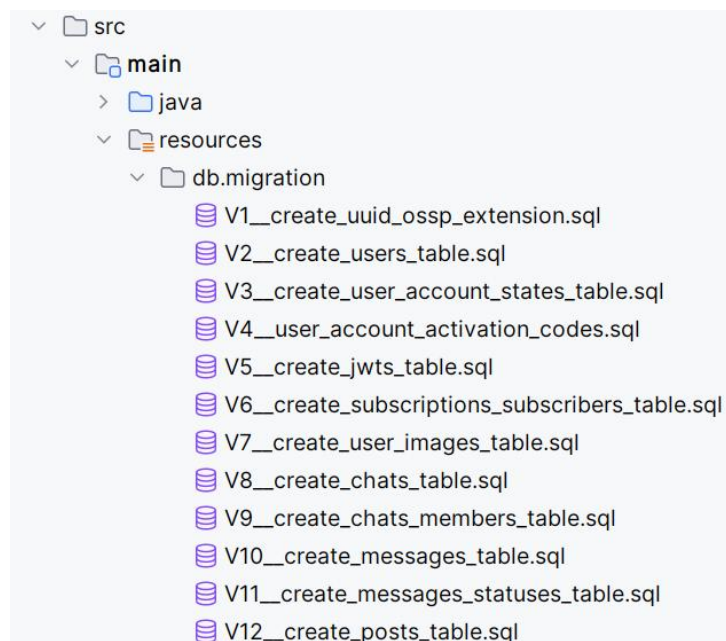 src
main
java
resources
db.migration
V1__create_uuid_ossp_extension.sql
V2__create_users_table.sql
V3__create_user_account_states_table.sql
V4__user_account_activation_codes.sql
V5__create_jwts_table.sql
V6__create_subscriptions_subscribers_table.sql
V7__create_user_images_table.sql
V8__create_chats_table.sql
V9__create_chats_members_table.sql
V10__create_messages_table.sql
V11__create_messages_statuses_table.sql
V12__create_posts_table.sql